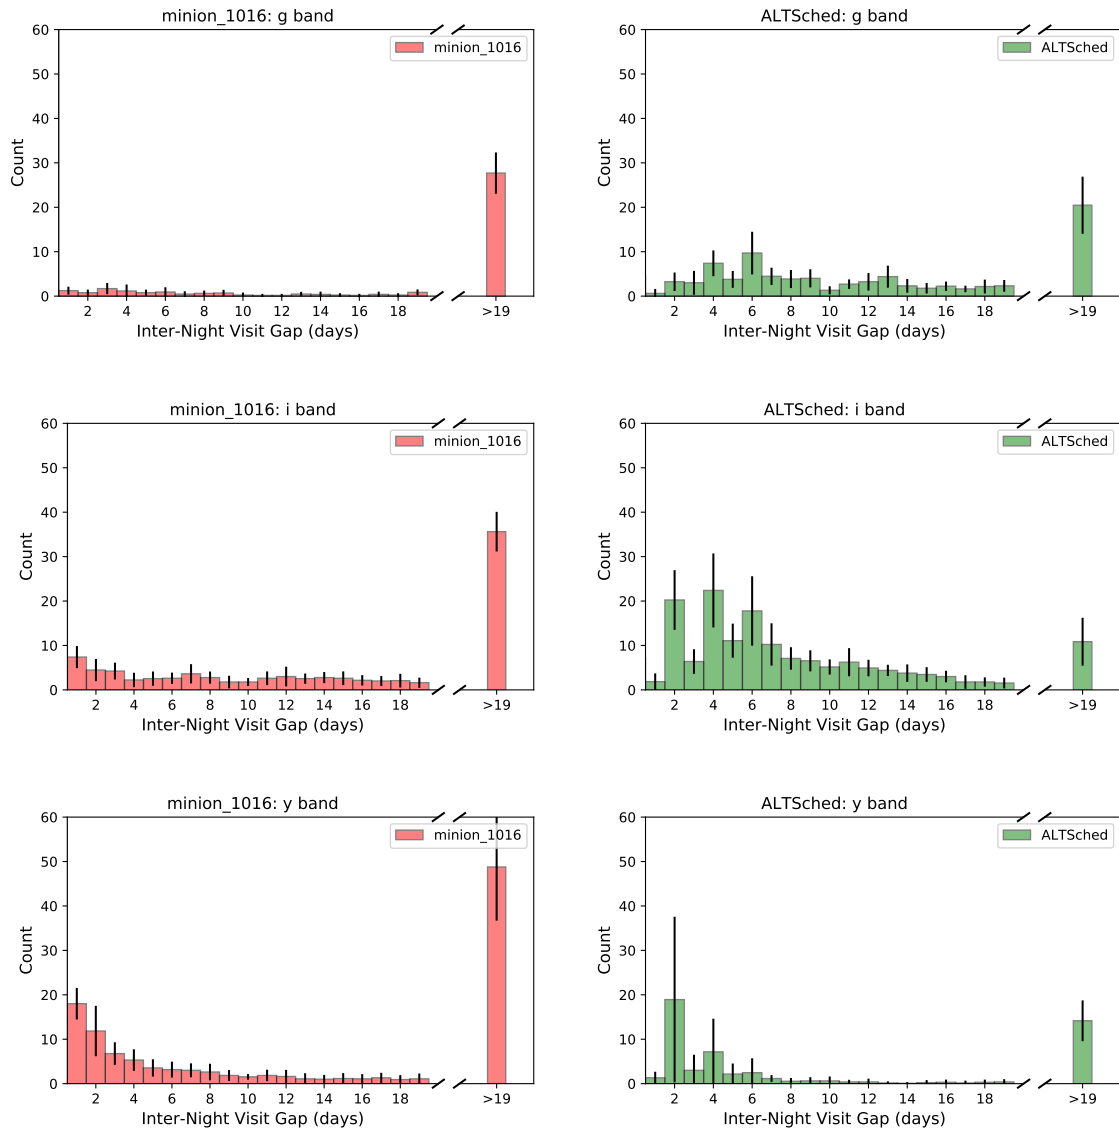 minion_1016: g band
minion_1016
Count
60
50
40
30
20
10
0
2 4 6 8 10 12 14 16 18 >19
Inter-Night Visit Gap (days)
ALTSched: g band
ALTSched
Count
60
50
40
30
20
10
0
2 4 6 8 10 12 14 16 18 >19
Inter-Night Visit Gap (days)
minion_1016: i band
minion_1016
Count
60
50
40
30
20
10
0
2 4 6 8 10 12 14 16 18 >19
Inter-Night Visit Gap (days)
ALTSched: i band
ALTSched
Count
60
50
40
30
20
10
0
2 4 6 8 10 12 14 16 18 >19
Inter-Night Visit Gap (days)
minion_1016: y band
minion_1016
Count
60
50
40
30
20
10
0
2 4 6 8 10 12 14 16 18 >19
Inter-Night Visit Gap (days)
ALTSched: y band
ALTSched
Count
60
50
40
30
20
10
0
2 4 6 8 10 12 14 16 18 >19
Inter-Night Visit Gap (days)